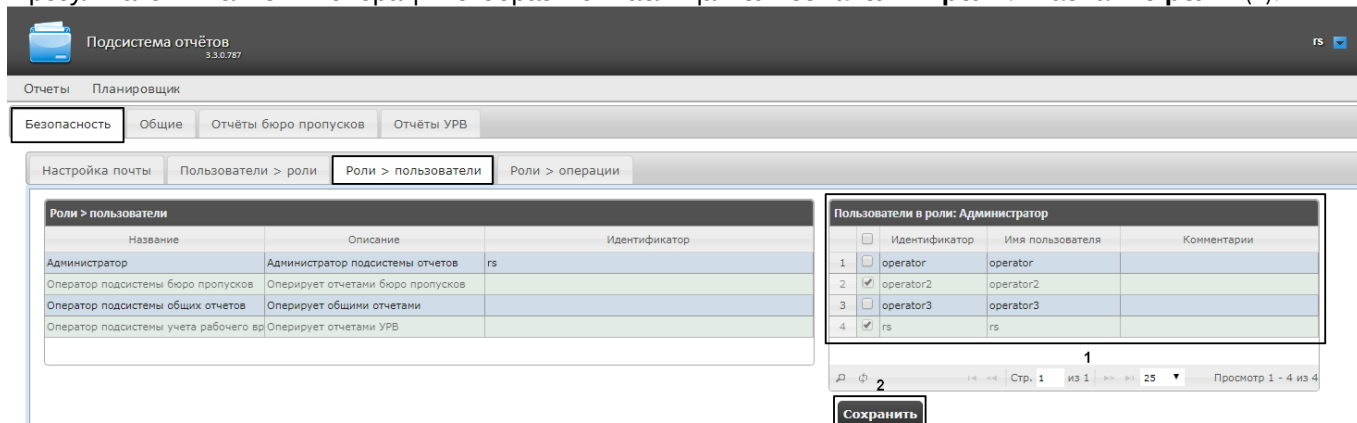 Подсистема отчётов
3.3.0.787
rs
Отчеты Планировщик
Безопасность Общие Отчёты бюро пропусков Отчёты УРВ
Настройка почты Пользователи > роли Роли > пользователи Роли > операции
Роли > пользователи
Название Описание Идентификатор
Администратор Администратор подсистемы отчетов rs
Оператор подсистемы бюро пропусков Оперирует отчетами бюро пропусков
Оператор подсистемы общих отчетов Оперирует общими отчетами
Оператор подсистемы учета рабочего вр Оперирует отчетами УРВ
Пользователи в роли: Администратор
Идентификатор Имя пользователя Комментарии
1 operator operator
2 operator2 operator2
3 operator3 operator3
4 rs rs
1
Стр. 1 из 1 25 Просмотр 1 - 4 из 4
2
Сохранить